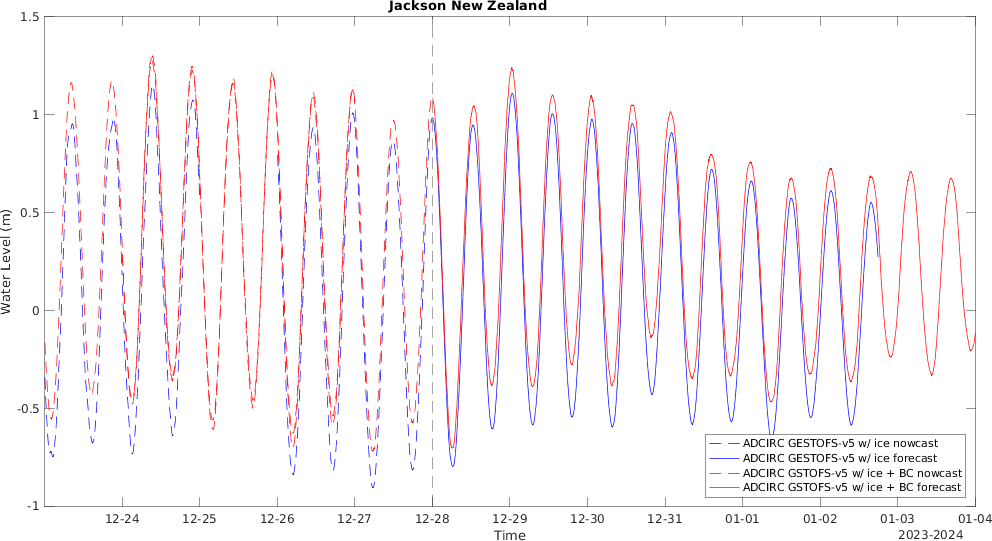 Jackson New Zealand
1.5
1
0.5
0
-0.5
-1
Water Level (m)
12-24
12-25
12-26
12-27
12-28
12-29
12-30
12-31
01-01
01-02
01-03
01-04
Time
2023-2024
ADCIRC GESTOFS-v5 w/ ice nowcast
ADCIRC GESTOFS-v5 w/ ice forecast
ADCIRC GSTOFS-v5 w/ ice + BC nowcast
ADCIRC GSTOFS-v5 w/ ice + BC forecast